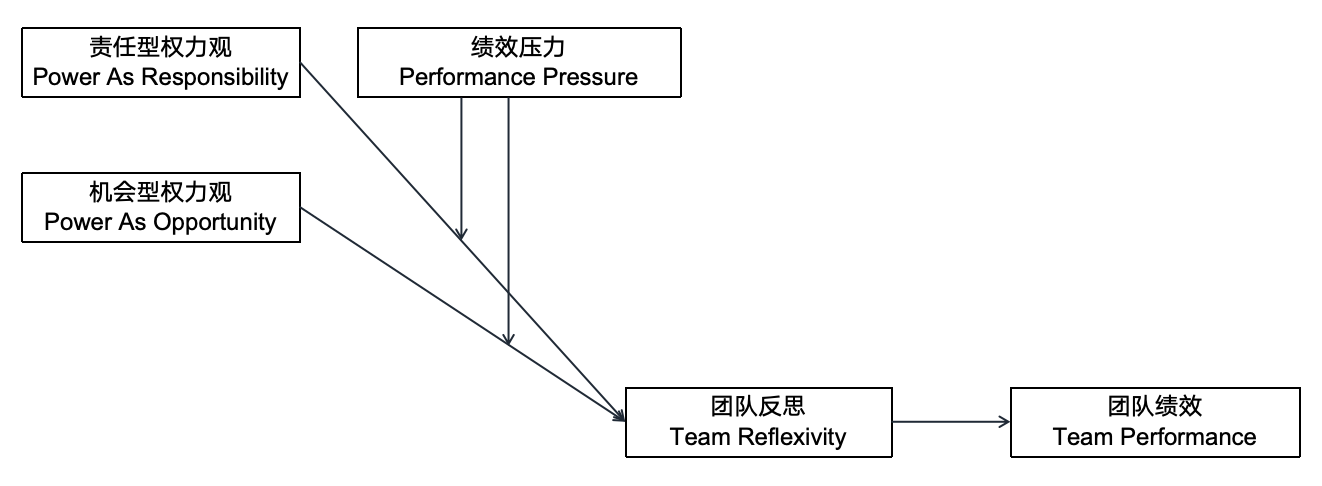 责任型权力观
Power As Responsibility
绩效压力
Performance Pressure
机会型权力观
Power As Opportunity
团队反思
Team Reflexivity
团队绩效
Team Performance